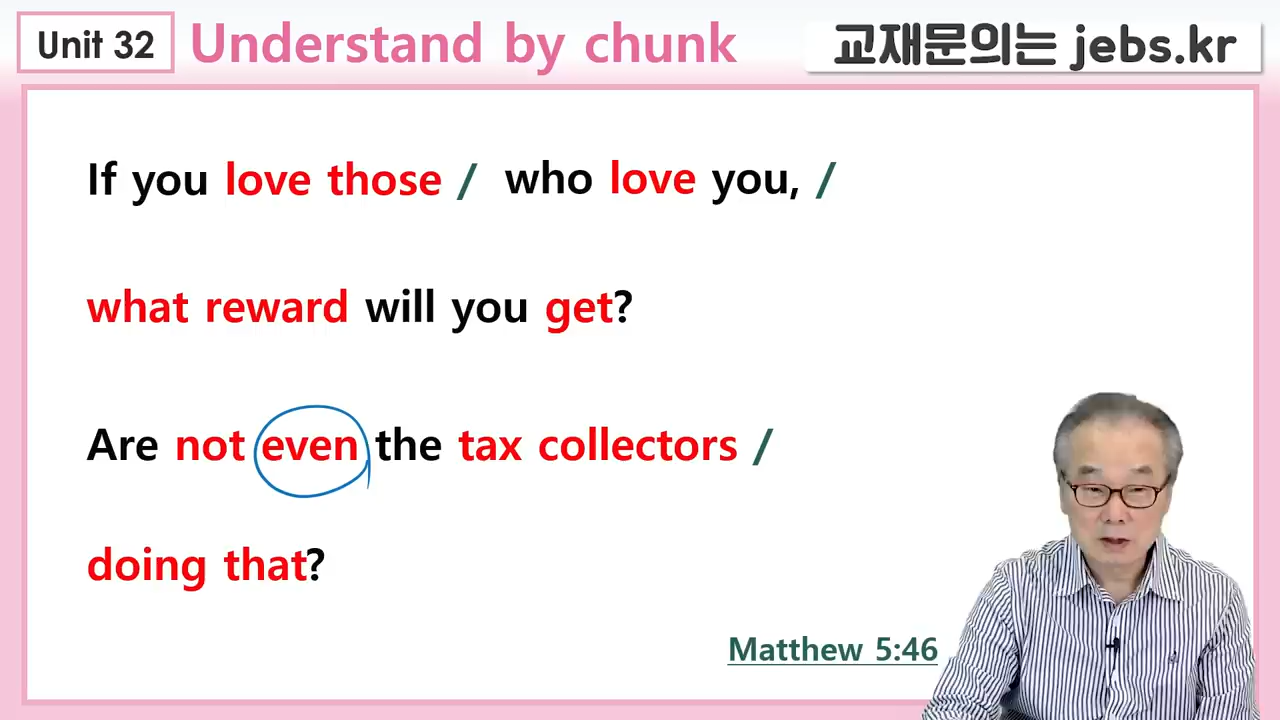 Unit 32 Understand by chunk
교재문의는 jebs.kr
If you love those / who love you, /
what reward will you get?
Are not even the tax collectors /
doing that?
Matthew 5:46